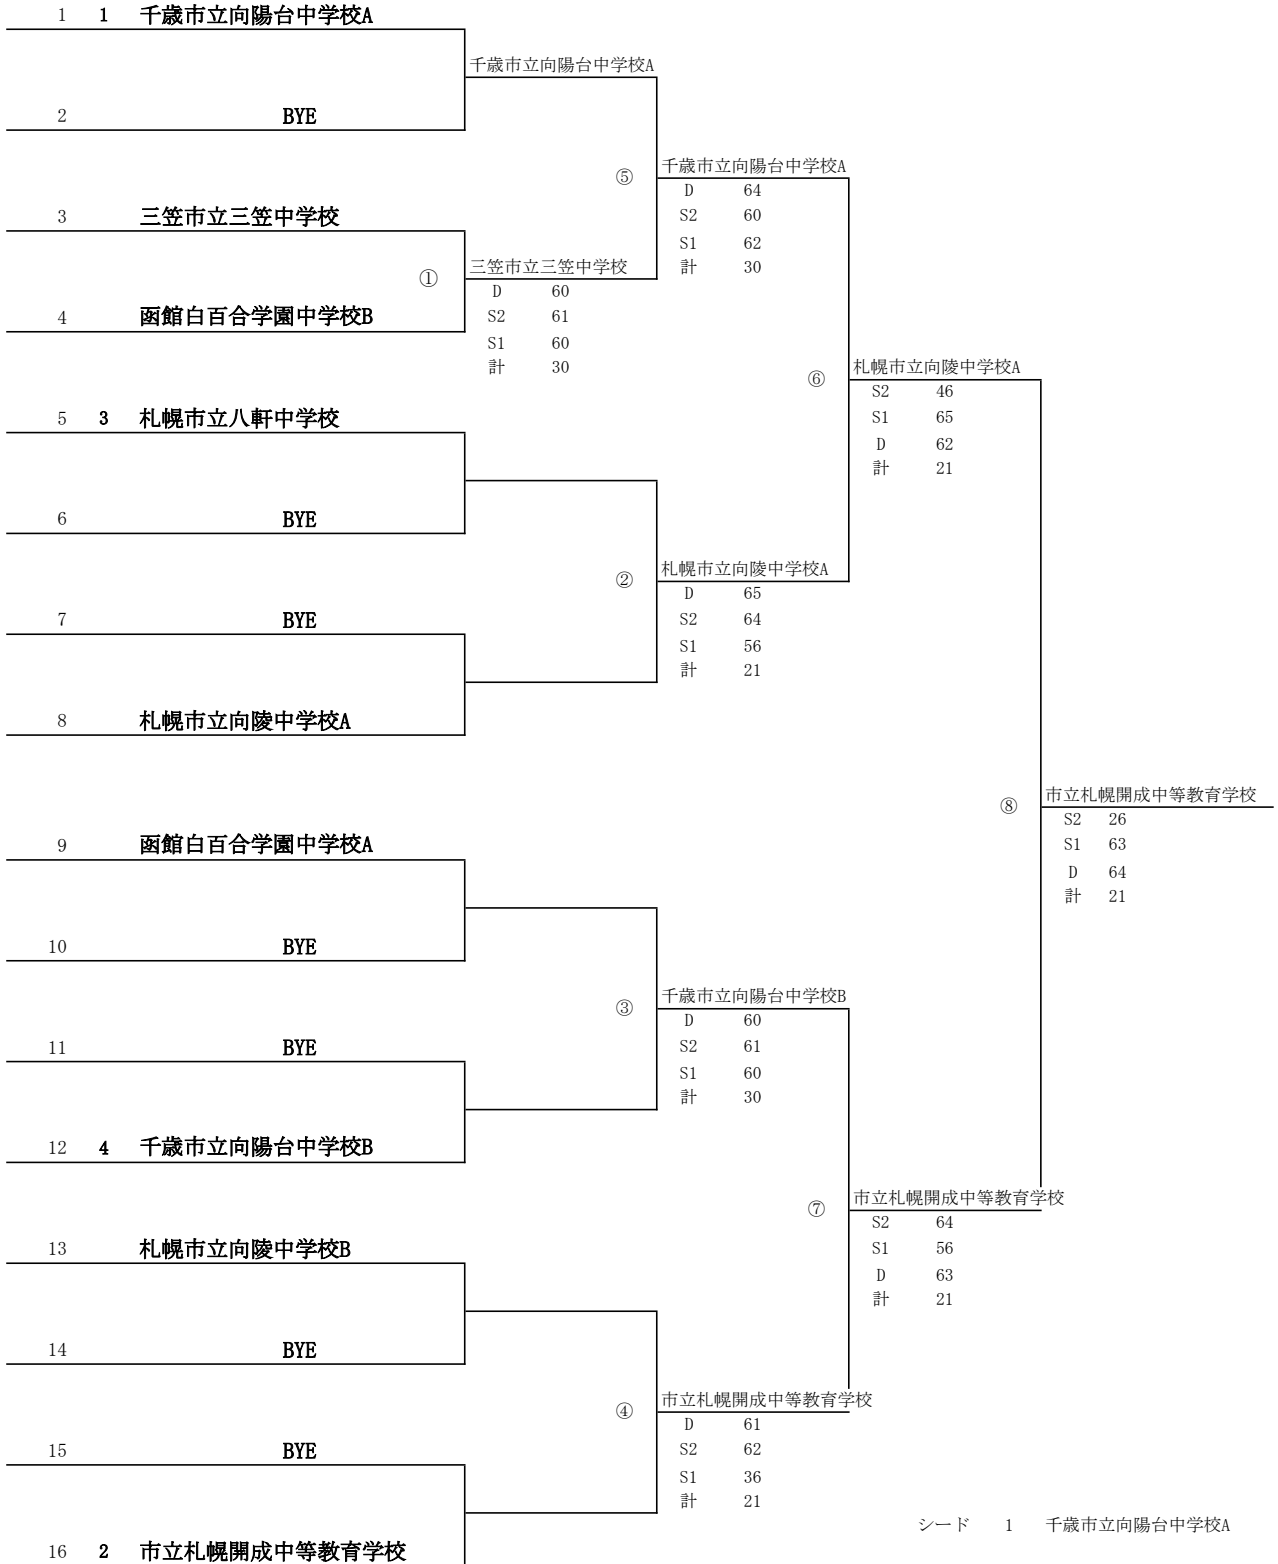 1 1 千歳市立向陽台中学校A
千歳市立向陽台中学校A
2 BYE
⑤
千歳市立向陽台中学校A
D 64
S2 60
S1 62
計 30
3 三笠市立三笠中学校
①
三笠市立三笠中学校
D 60
S2 61
S1 60
計 30
4 函館白百合学園中学校B
⑥
札幌市立向陵中学校A
S2 46
S1 65
D 62
計 21
5 3 札幌市立八軒中学校
6 BYE
②
札幌市立向陵中学校A
D 65
S2 64
S1 56
計 21
7 BYE
8 札幌市立向陵中学校A
⑧
市立札幌開成中等教育学校
S2 26
S1 63
D 64
計 21
9 函館白百合学園中学校A
10 BYE
③
千歳市立向陽台中学校B
D 60
S2 61
S1 60
計 30
11 BYE
12 4 千歳市立向陽台中学校B
⑦
市立札幌開成中等教育学校
S2 64
S1 56
D 63
計 21
13 札幌市立向陵中学校B
14 BYE
④
市立札幌開成中等教育学校
D 61
S2 62
S1 36
計 21
15 BYE
シード 1 千歳市立向陽台中学校A
16 2 市立札幌開成中等教育学校